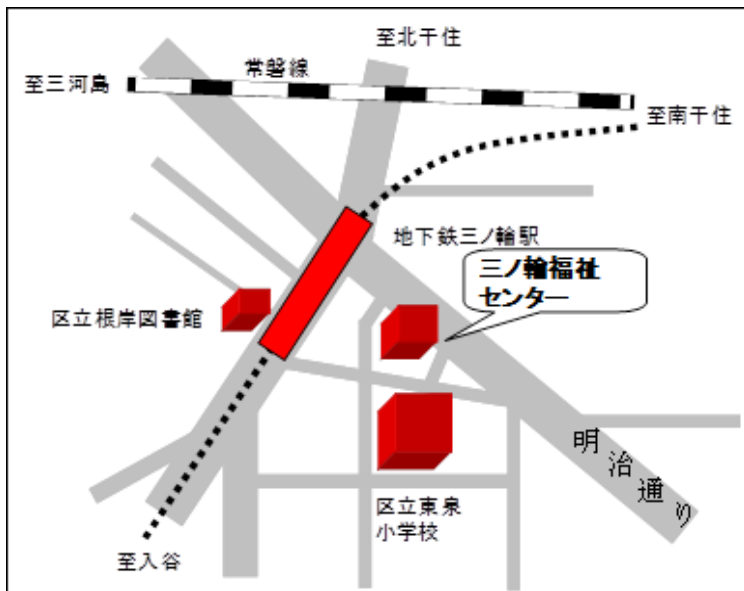 至北千住
常磐線
至三河島
至南千住
地下鉄三ノ輪駅
三ノ輪福祉
センター
区立根岸図書館
明治通り
区立東泉
小学校
至入谷